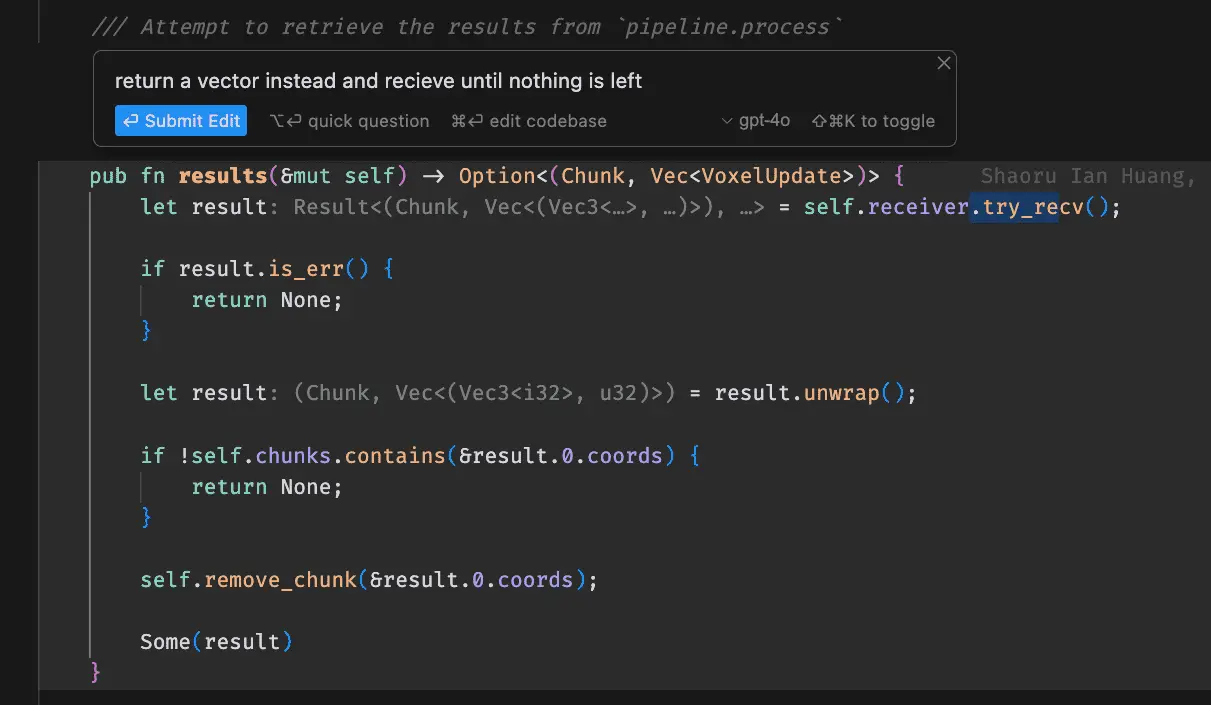 /// Attempt to retrieve the results from `pipeline.process`
return a vector instead and recieve until nothing is left
⏎ Submit Edit ⌥⏎ quick question ⌘⏎ edit codebase gpt-4o ⇧⌘K to toggle
pub fn results(&mut self) -> Option<(Chunk, Vec<VoxelUpdate>)> { Shaoru Ian Huang,
let result: Result<(Chunk, Vec<(Vec3<…>, …)>), …> = self.receiver.try_recv();
if result.is_err() {
return None;
}
let result: (Chunk, Vec<(Vec3<i32>, u32)>) = result.unwrap();
if !self.chunks.contains(&result.0.coords) {
return None;
}
self.remove_chunk(&result.0.coords);
Some(result)
}